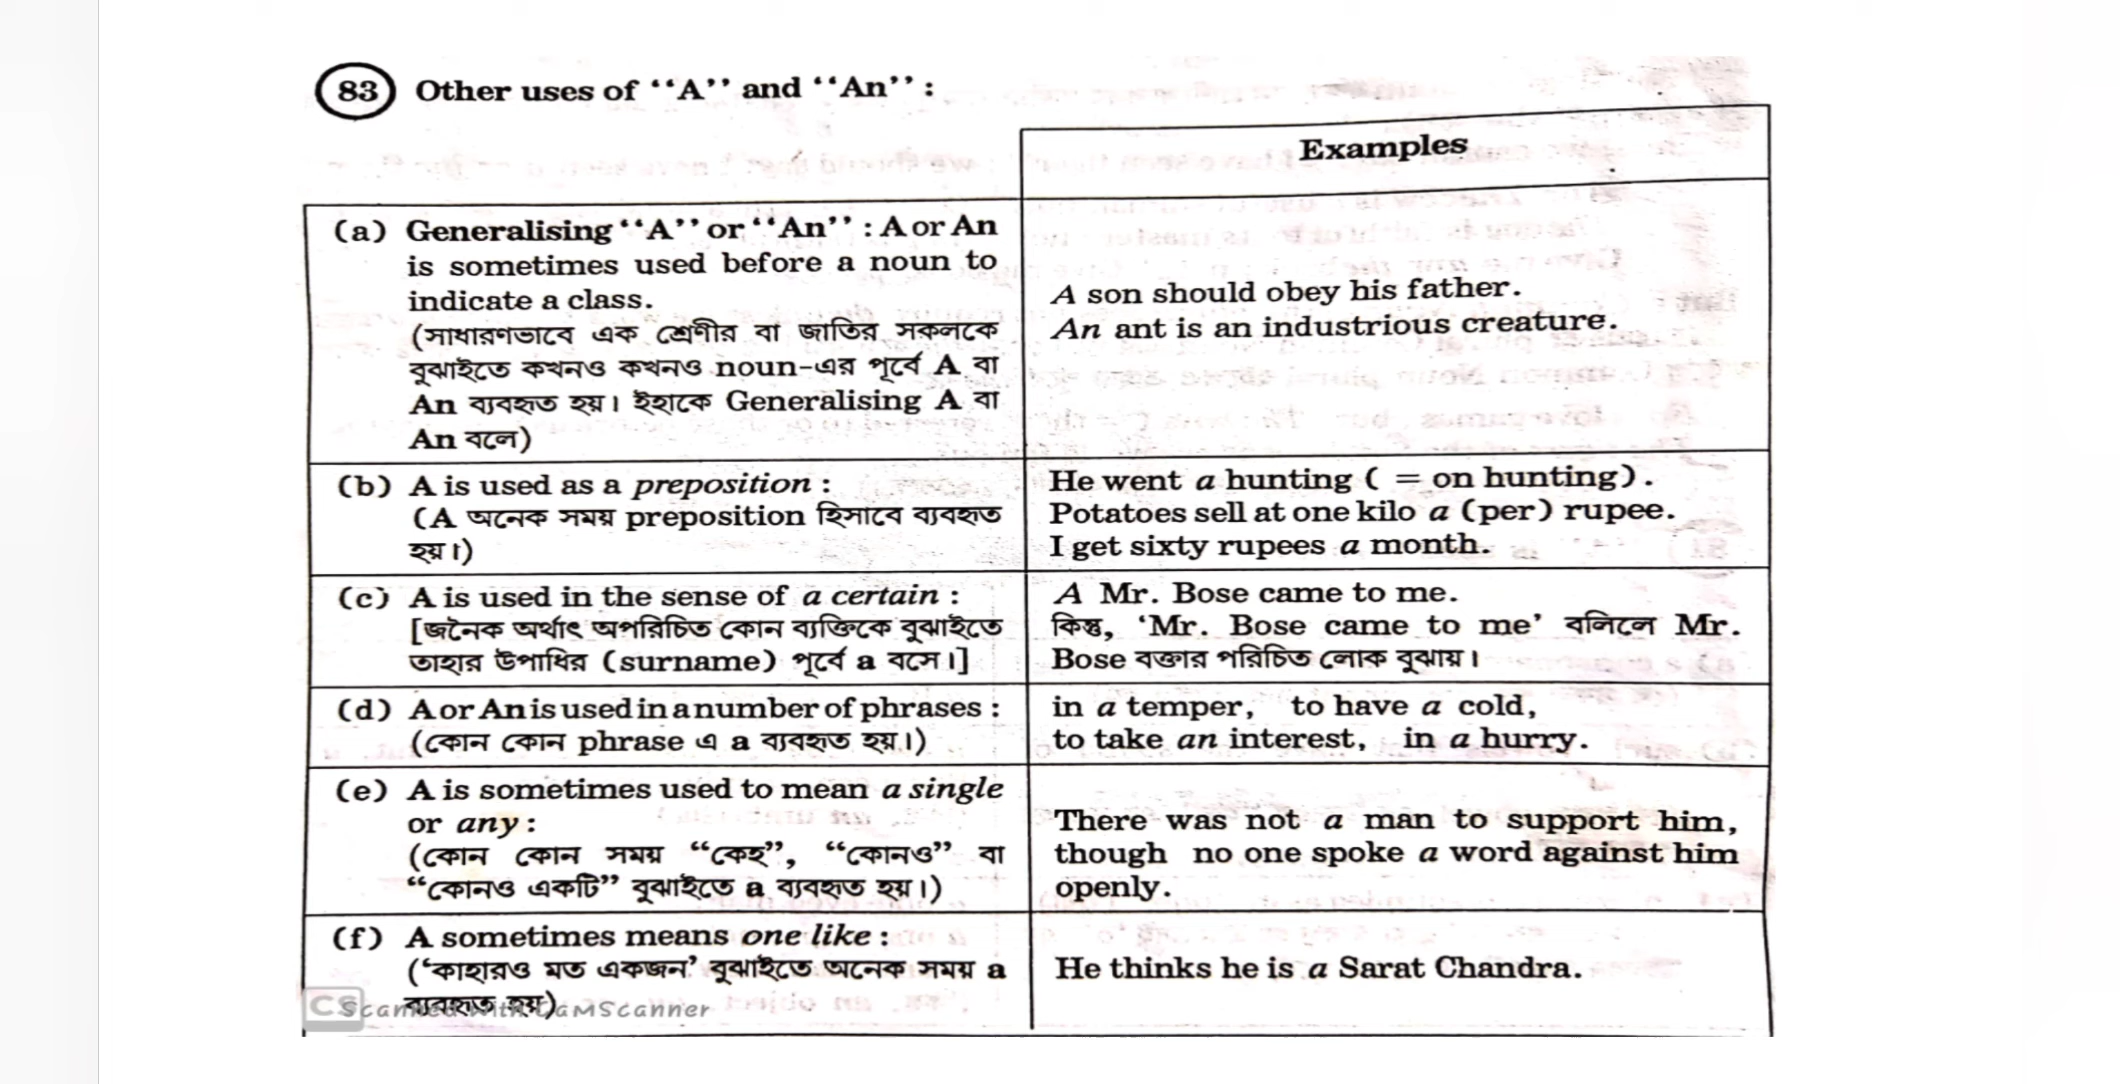 83 Other uses of “A” and “An” :
Examples
(a) Generalising “A” or “An” : A or An
is sometimes used before a noun to
indicate a class.
(সাধারণভাবে এক শ্রেণীর বা জাতির সকলকে
বুঝাইতে কখনও কখনও noun-এর পূর্বে A বা
An ব্যবহৃত হয়। ইহাকে Generalising A বা
An বলে)
A son should obey his father.
An ant is an industrious creature.
(b) A is used as a preposition :
(A অনেক সময় preposition হিসাবে ব্যবহৃত
হয়।)
He went a hunting ( = on hunting).
Potatoes sell at one kilo a (per) rupee.
I get sixty rupees a month.
(c) A is used in the sense of a certain :
[জনৈক অর্থাৎ অপরিচিত কোন ব্যক্তিকে বুঝাইতে
তাহার উপাধির (surname) পূর্বে a বসে।]
A Mr. Bose came to me.
কিন্তু, ‘Mr. Bose came to me’ বলিলে Mr.
Bose বক্তার পরিচিত লোক বুঝায়।
(d) A or An is used in a number of phrases :
(কোন কোন phrase এ a ব্যবহৃত হয়।)
in a temper, to have a cold,
to take an interest, in a hurry.
(e) A is sometimes used to mean a single
or any :
(কোন কোন সময় “কেহ”, “কোনও” বা
“কোনও একটি” বুঝাইতে a ব্যবহৃত হয়।)
There was not a man to support him,
though no one spoke a word against him
openly.
(f) A sometimes means one like :
(‘কাহারও মত একজন’ বুঝাইতে অনেক সময় a
ব্যবহৃত হয়)
He thinks he is a Sarat Chandra.
CS Scanned with CamScanner